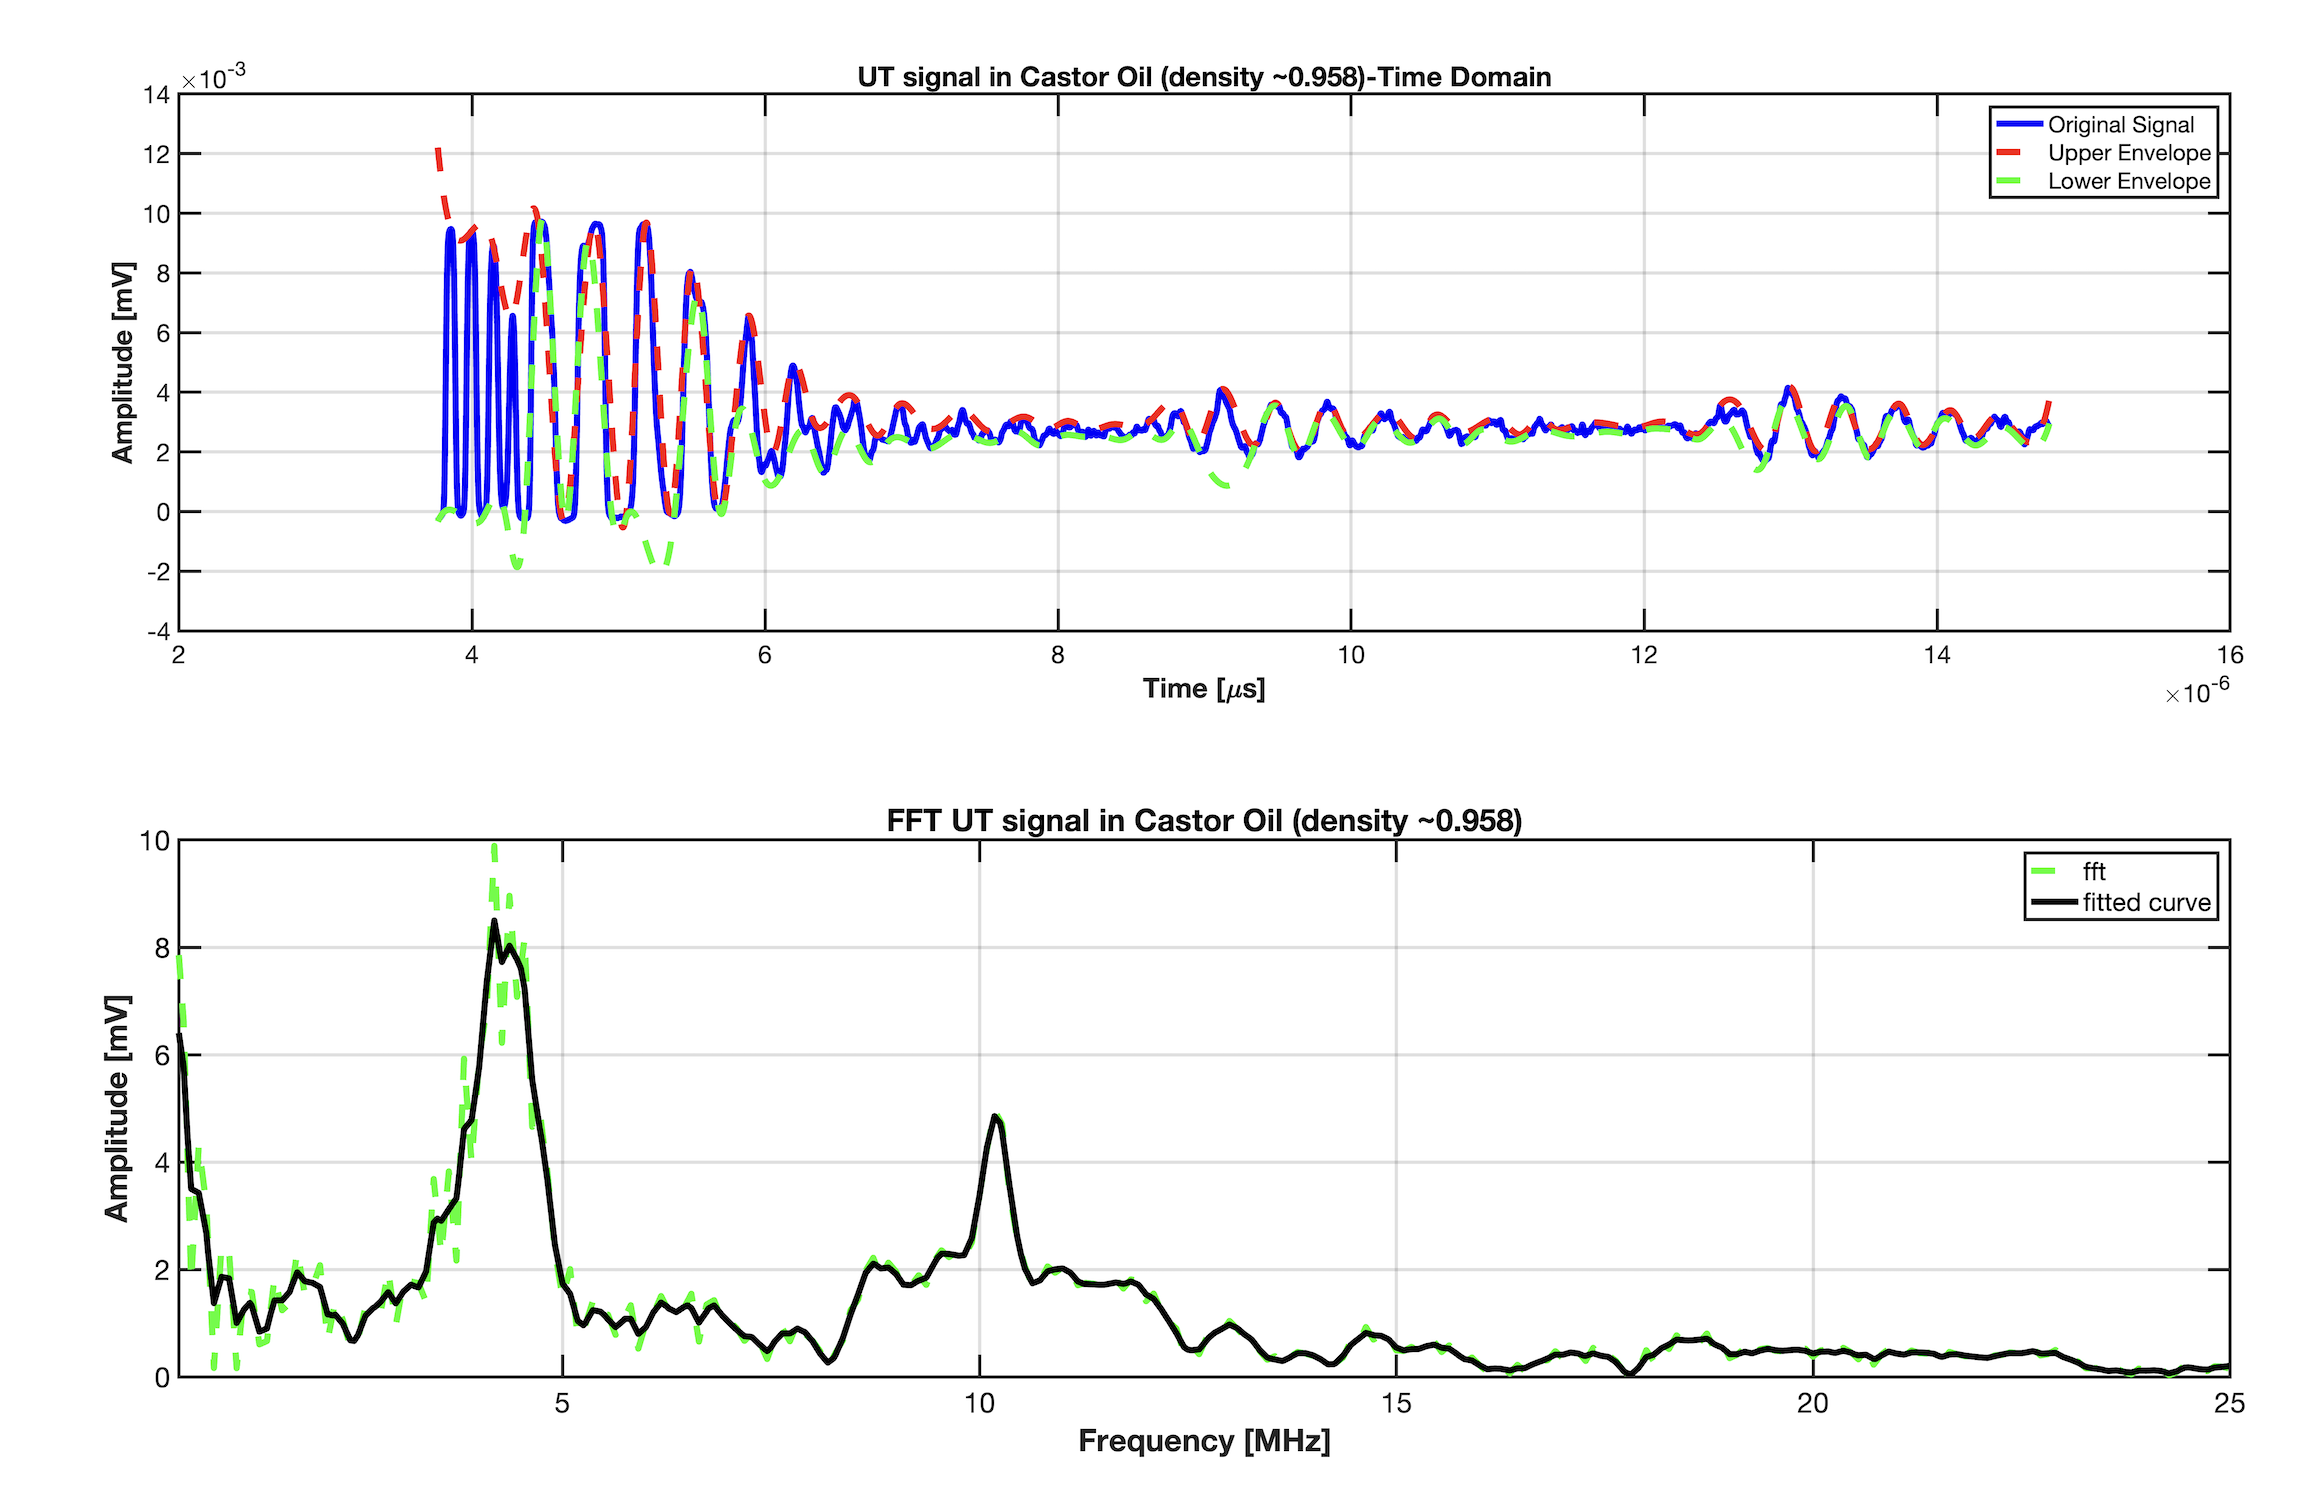 UT signal in Castor Oil (density ~0.958)-Time Domain
×10-3
14
12
10
8
6
4
2
0
-2
-4
Amplitude [mV]
Original Signal
Upper Envelope
Lower Envelope
2 4 6 8 10 12 14 16
Time [μs]
×10-6
FFT UT signal in Castor Oil (density ~0.958)
10
8
6
4
2
0
Amplitude [mV]
fft
fitted curve
5 10 15 20 25
Frequency [MHz]